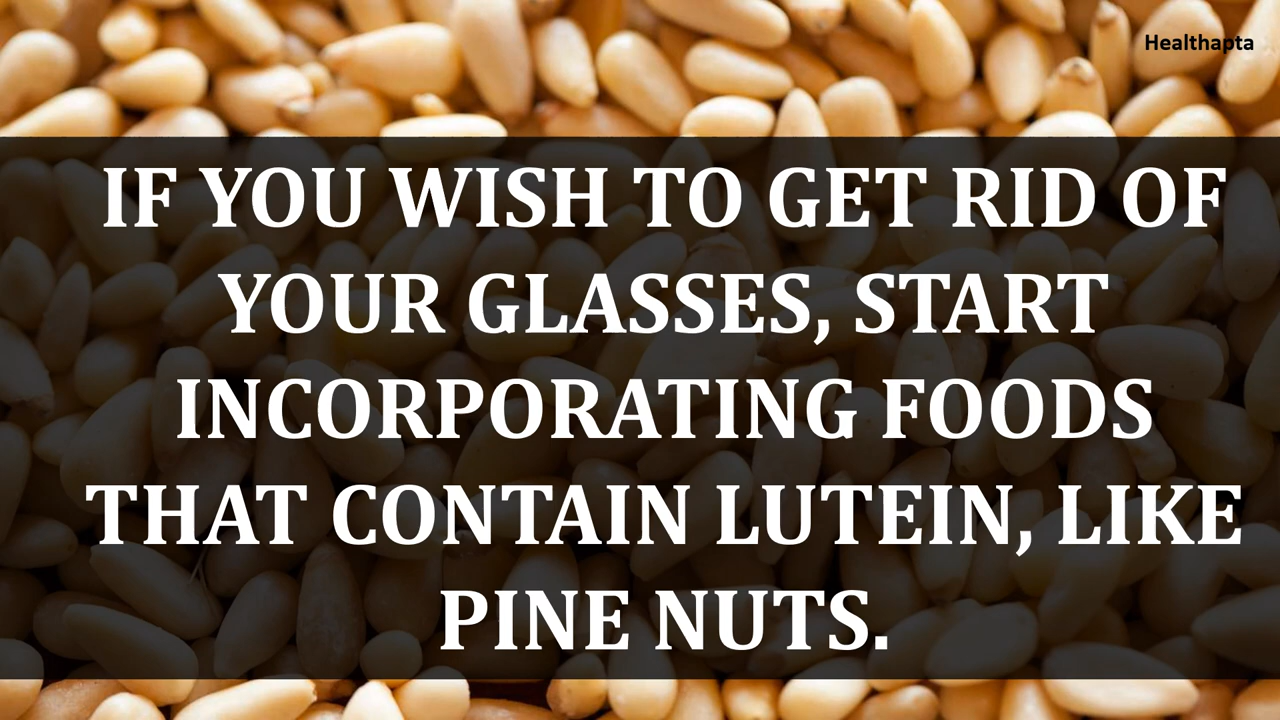 Healthapta
IF YOU WISH TO GET RID OF
YOUR GLASSES, START
INCORPORATING FOODS
THAT CONTAIN LUTEIN, LIKE
PINE NUTS.